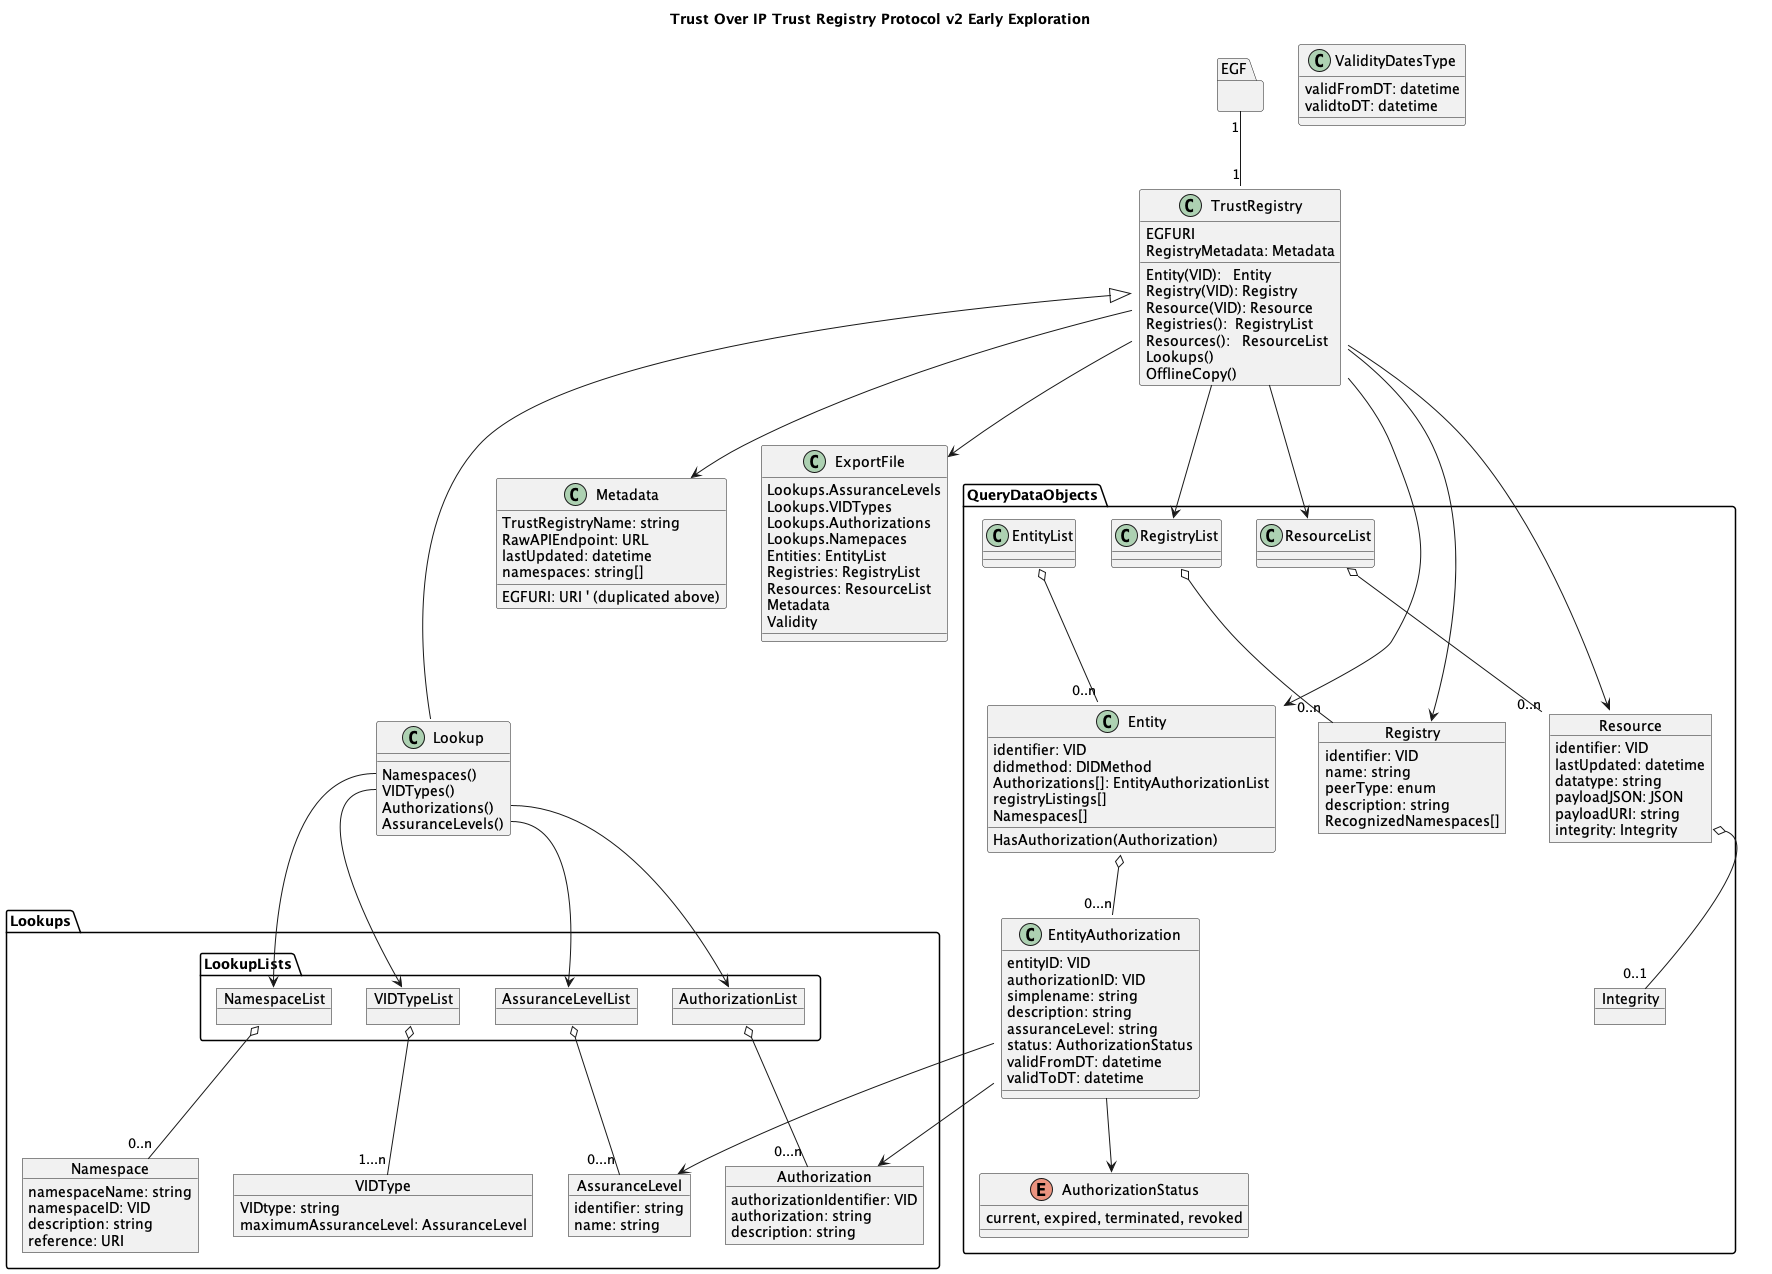 Trust Over IP Trust Registry Protocol v2 Early Exploration
EGF
C ValidityDatesType
validFromDT: datetime
validtoDT: datetime
1
1
C TrustRegistry
EGFURI
RegistryMetadata: Metadata
Entity(VID): Entity
Registry(VID): Registry
Resource(VID): Resource
Registries(): RegistryList
Resources(): ResourceList
Lookups()
OfflineCopy()
C Metadata
TrustRegistryName: string
RawAPIEndpoint: URL
lastUpdated: datetime
namespaces: string[]
EGFURI: URI ' (duplicated above)
C ExportFile
Lookups.AssuranceLevels
Lookups.VIDTypes
Lookups.Authorizations
Lookups.Namepaces
Entities: EntityList
Registries: RegistryList
Resources: ResourceList
Metadata
Validity
QueryDataObjects
C EntityList
C RegistryList
C ResourceList
0..n
0..n
0..n
C Lookup
Namespaces()
VIDTypes()
Authorizations()
AssuranceLevels()
C Entity
identifier: VID
didmethod: DIDMethod
Authorizations[]: EntityAuthorizationList
registryListings[]
Namespaces[]
HasAuthorization(Authorization)
Registry
identifier: VID
name: string
peerType: enum
description: string
RecognizedNamespaces[]
Resource
identifier: VID
lastUpdated: datetime
datatype: string
payloadJSON: JSON
payloadURI: string
integrity: Integrity
0...n
C EntityAuthorization
entityID: VID
authorizationID: VID
simplename: string
description: string
assuranceLevel: string
status: AuthorizationStatus
validFromDT: datetime
validToDT: datetime
0..1
Integrity
Lookups
LookupLists
NamespaceList
VIDTypeList
AssuranceLevelList
AuthorizationList
0..n
1...n
0...n
0...n
Namespace
namespaceName: string
namespaceID: VID
description: string
reference: URI
VIDType
VIDtype: string
maximumAssuranceLevel: AssuranceLevel
AssuranceLevel
identifier: string
name: string
Authorization
authorizationIdentifier: VID
authorization: string
description: string
E AuthorizationStatus
current, expired, terminated, revoked